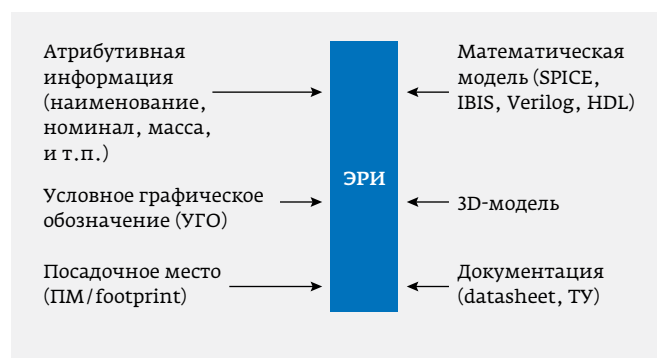 Атрибутивная
информация
(наименование,
номинал, масса,
и т.п.)
Условное графическое
обозначение (УГО)
Посадочное место
(ПМ/footprint)
ЭРИ
Математическая
модель (SPICE,
IBIS, Verilog, HDL)
3D-модель
Документация
(datasheet, ТУ)